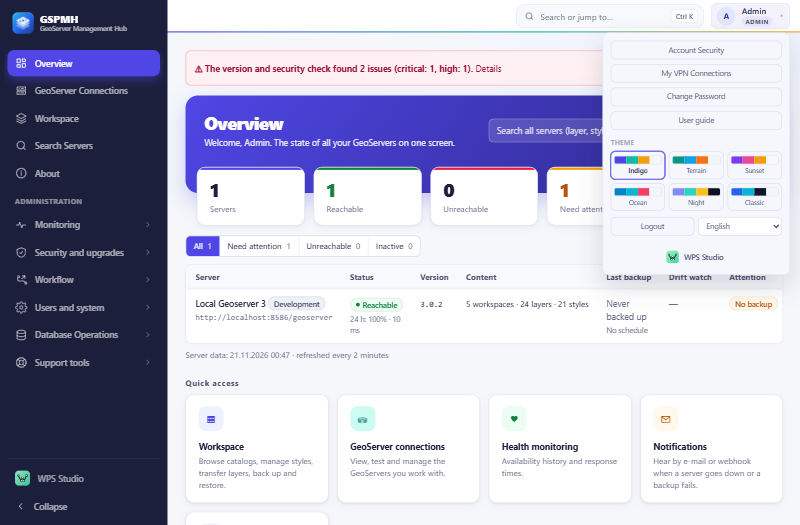 GSPMH
GeoServer Management Hub
Overview
GeoServer Connections
Workspace
Search Servers
About
ADMINISTRATION
Monitoring
Security and upgrades
Workflow
Users and system
Database Operations
Support tools
WPS Studio
Collapse
Search or jump to...
Ctrl K
A
Admin
ADMIN
The version and security check found 2 issues (critical: 1, high: 1). Details
Overview
Welcome, Admin. The state of all your GeoServers on one screen.
Search all servers (layer, sty
1
Servers
1
Reachable
0
Unreachable
1
Need attent
Account Security
My VPN Connections
Change Password
User guide
THEME
Indigo
Terrain
Sunset
Ocean
Night
Classic
Logout
English
WPS Studio
All 1
Need attention 1
Unreachable 0
Inactive 0
Server Status Version Content Last backup Drift watch Attention
Local Geoserver 3 Development
http://localhost:8586/geoserver
Reachable
24 h: 100% · 10
ms
3.0.2
5 workspaces · 24 layers · 21 styles
Never
backed up
No schedule
—
No backup
Server data: 21.11.2026 00:47 · refreshed every 2 minutes
Quick access
Workspace
Browse catalogs, manage styles,
transfer layers, back up and
restore.
GeoServer connections
View, test and manage the
GeoServers you work with.
Health monitoring
Availability history and response
times.
Notifications
Hear by e-mail or webhook
when a server goes down or a
backup fails.